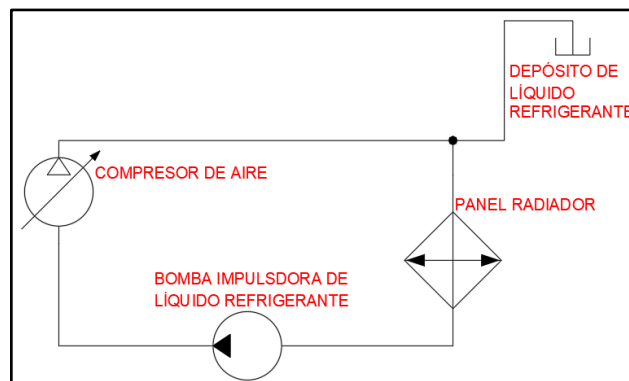 DEPÓSITO DE
LÍQUIDO
REFRIGERANTE
COMPRESOR DE AIRE
PANEL RADIADOR
BOMBA IMPULSDORA DE
LÍQUIDO REFRIGERANTE